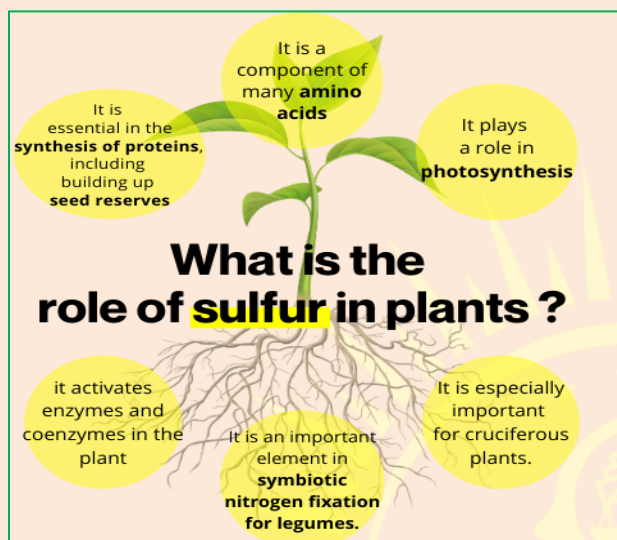 It is a
component of
many amino
acids
It is
essential in the
synthesis of proteins,
including
building up
seed reserves
It plays
a role in
photosynthesis
What is the
role of sulfur in plants ?
it activates
enzymes and
coenzymes in the
plant
It is an important
element in
symbiotic
nitrogen fixation
for legumes.
It is especially
important
for cruciferous
plants.